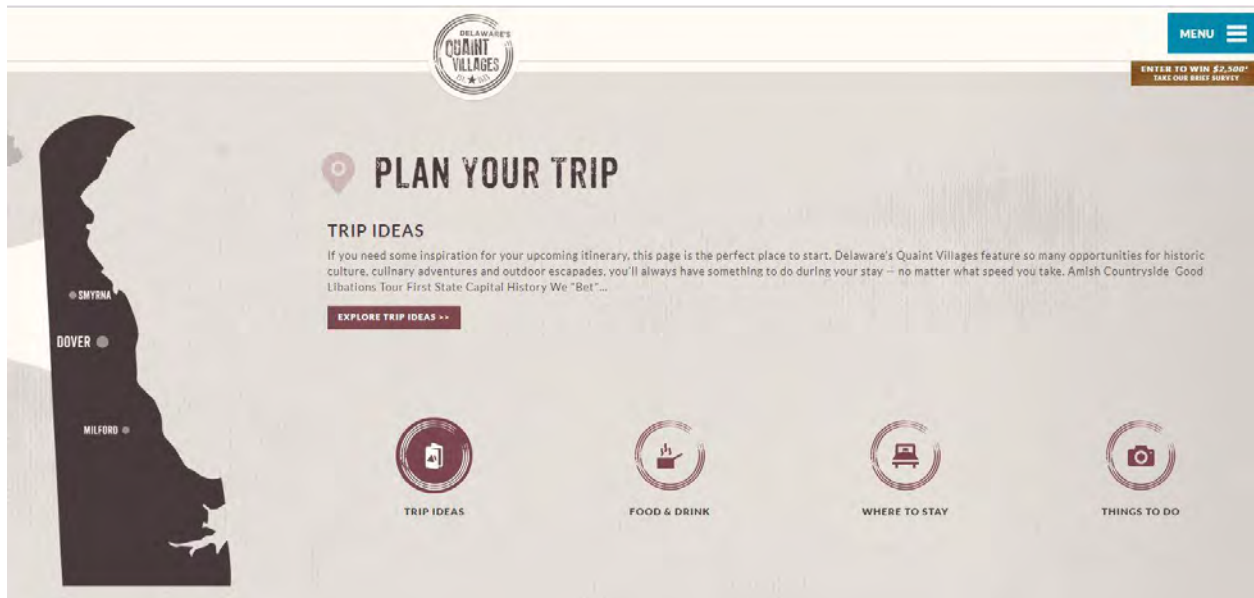 DELAWARE'S
QUAINT
VILLAGES
MENU
ENTER TO WIN $2,500*
TAKE OUR BRIEF SURVEY
PLAN YOUR TRIP
TRIP IDEAS
If you need some inspiration for your upcoming itinerary, this page is the perfect place to start. Delaware's Quaint Villages feature so many opportunities for historic
culture, culinary adventures and outdoor escapades, you'll always have something to do during your stay — no matter what speed you take. Amish Countryside Good
Libations Tour First State Capital History We "Bet"...
EXPLORE TRIP IDEAS >>
SMYRNA
DOVER
MILFORD
TRIP IDEAS
FOOD & DRINK
WHERE TO STAY
THINGS TO DO